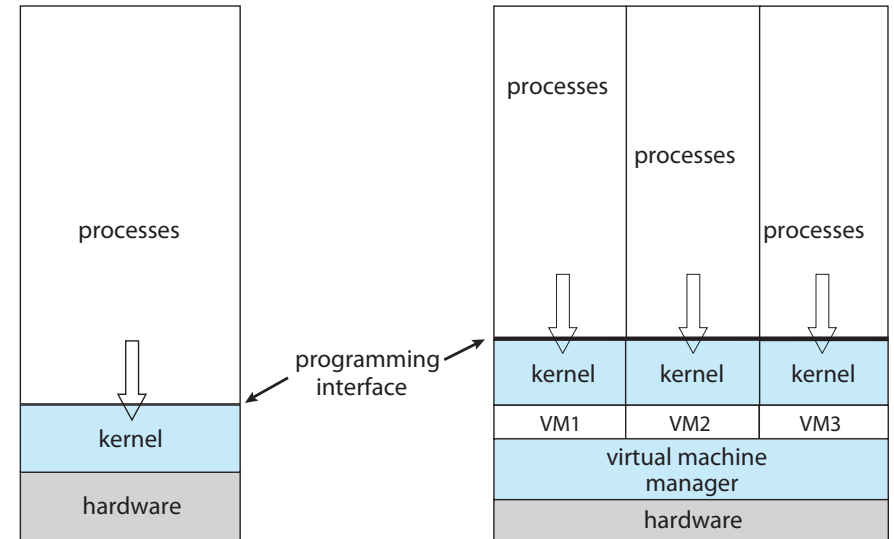 processes
kernel
hardware
programming
interface
processes
processes
processes
kernel
kernel
kernel
VM1
VM2
VM3
virtual machine
manager
hardware